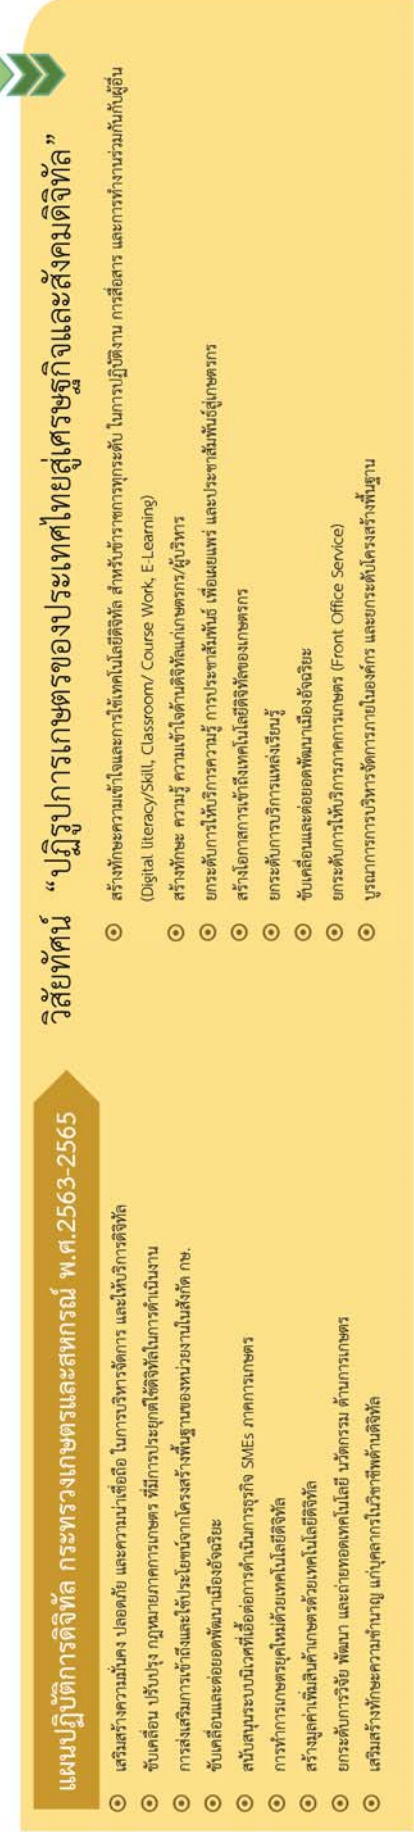 แผนปฏิบัติการดิจิทัล กระทรวงเกษตรและสหกรณ์ พ.ศ.2563-2565
วิสัยทัศน์ “ปฏิรูปการเกษตรของประเทศไทยสู่เศรษฐกิจและสังคมดิจิทัล”
เสริมสร้างความมั่นคง ปลอดภัย และความน่าเชื่อถือ ในการบริหารจัดการ และให้บริการดิจิทัล
ขับเคลื่อน ปรับปรุง กฎหมายภาคการเกษตร ที่มีการประยุกต์ใช้ดิจิทัลในการดำเนินงาน
การส่งเสริมการเข้าถึงและใช้ประโยชน์จากโครงสร้างพื้นฐานของหน่วยงานในสังกัด กษ.
ขับเคลื่อนและต่อยอดพัฒนาเมืองอัจฉริยะ
สนับสนุนระบบนิเวศที่เอื้อต่อการดำเนินการธุรกิจ SMEs ภาคการเกษตร
การทำการเกษตรยุคใหม่ด้วยเทคโนโลยีดิจิทัล
สร้างมูลค่าเพิ่มสินค้าเกษตรด้วยเทคโนโลยีดิจิทัล
ยกระดับการวิจัย พัฒนา และถ่ายทอดเทคโนโลยี นวัตกรรม ด้านการเกษตร
เสริมสร้างทักษะความชำนาญ แก่บุคลากรในวิชาชีพด้านดิจิทัล
สร้างทักษะความเข้าใจและการใช้เทคโนโลยีดิจิทัล สำหรับข้าราชการทุกระดับ ในการปฏิบัติงาน การสื่อสาร และการทำงานร่วมกันกับผู้อื่น
(Digital literacy/Skill, Classroom/ Course Work, E-Learning)
สร้างทักษะ ความรู้ ความเข้าใจด้านดิจิทัลแก่เกษตรกร/ผู้บริหาร
ยกระดับการให้บริการความรู้ การประชาสัมพันธ์ เพื่อเผยแพร่ และประชาสัมพันธ์สู่เกษตรกร
สร้างโอกาสการเข้าถึงเทคโนโลยีดิจิทัลของเกษตรกร
ยกระดับการบริการแหล่งเรียนรู้
ขับเคลื่อนและต่อยอดพัฒนาเมืองอัจฉริยะ
ยกระดับการให้บริการภาคการเกษตร (Front Office Service)
บูรณาการการบริหารจัดการภายในองค์กร และยกระดับโครงสร้างพื้นฐาน